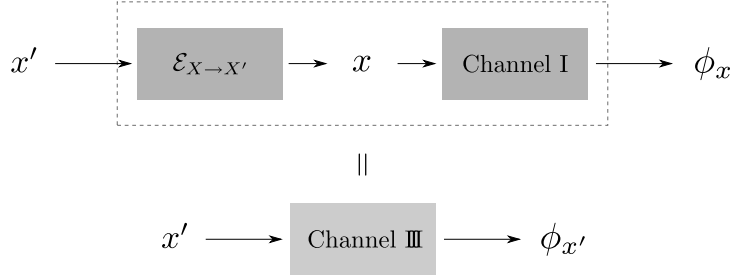 x′ ℰ_{X→X′} x Channel I ϕ_x
=
x′ Channel III ϕ_{x′}